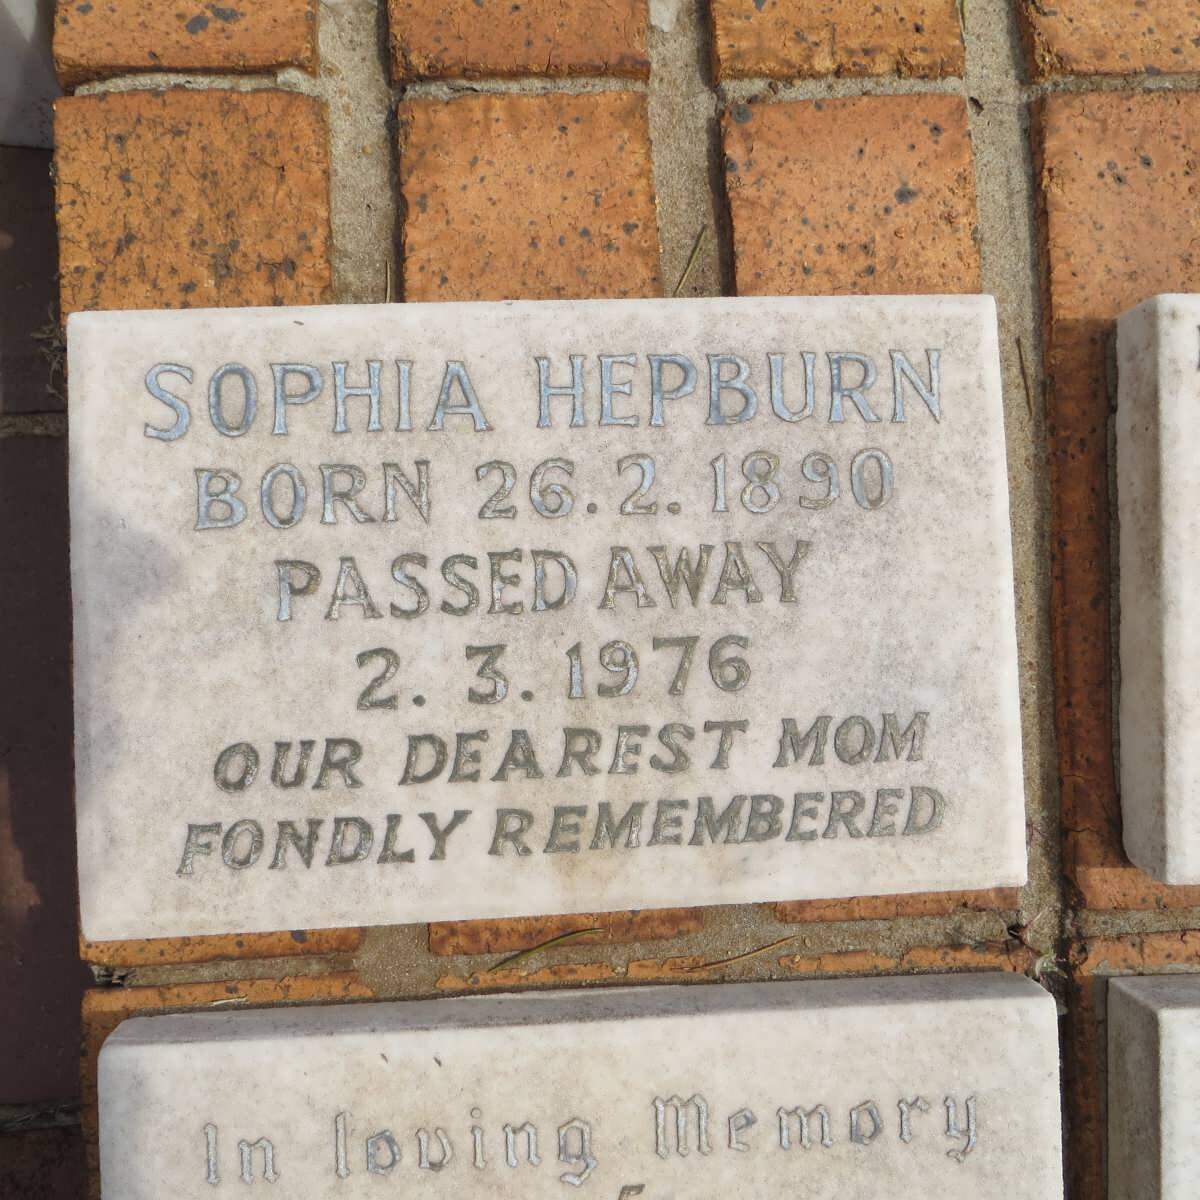 SOPHIA HEPBURN
BORN 26.2.1890
PASSED AWAY
2.3.1976
OUR DEAREST MOM
FONDLY REMEMBERED
In loving Memory